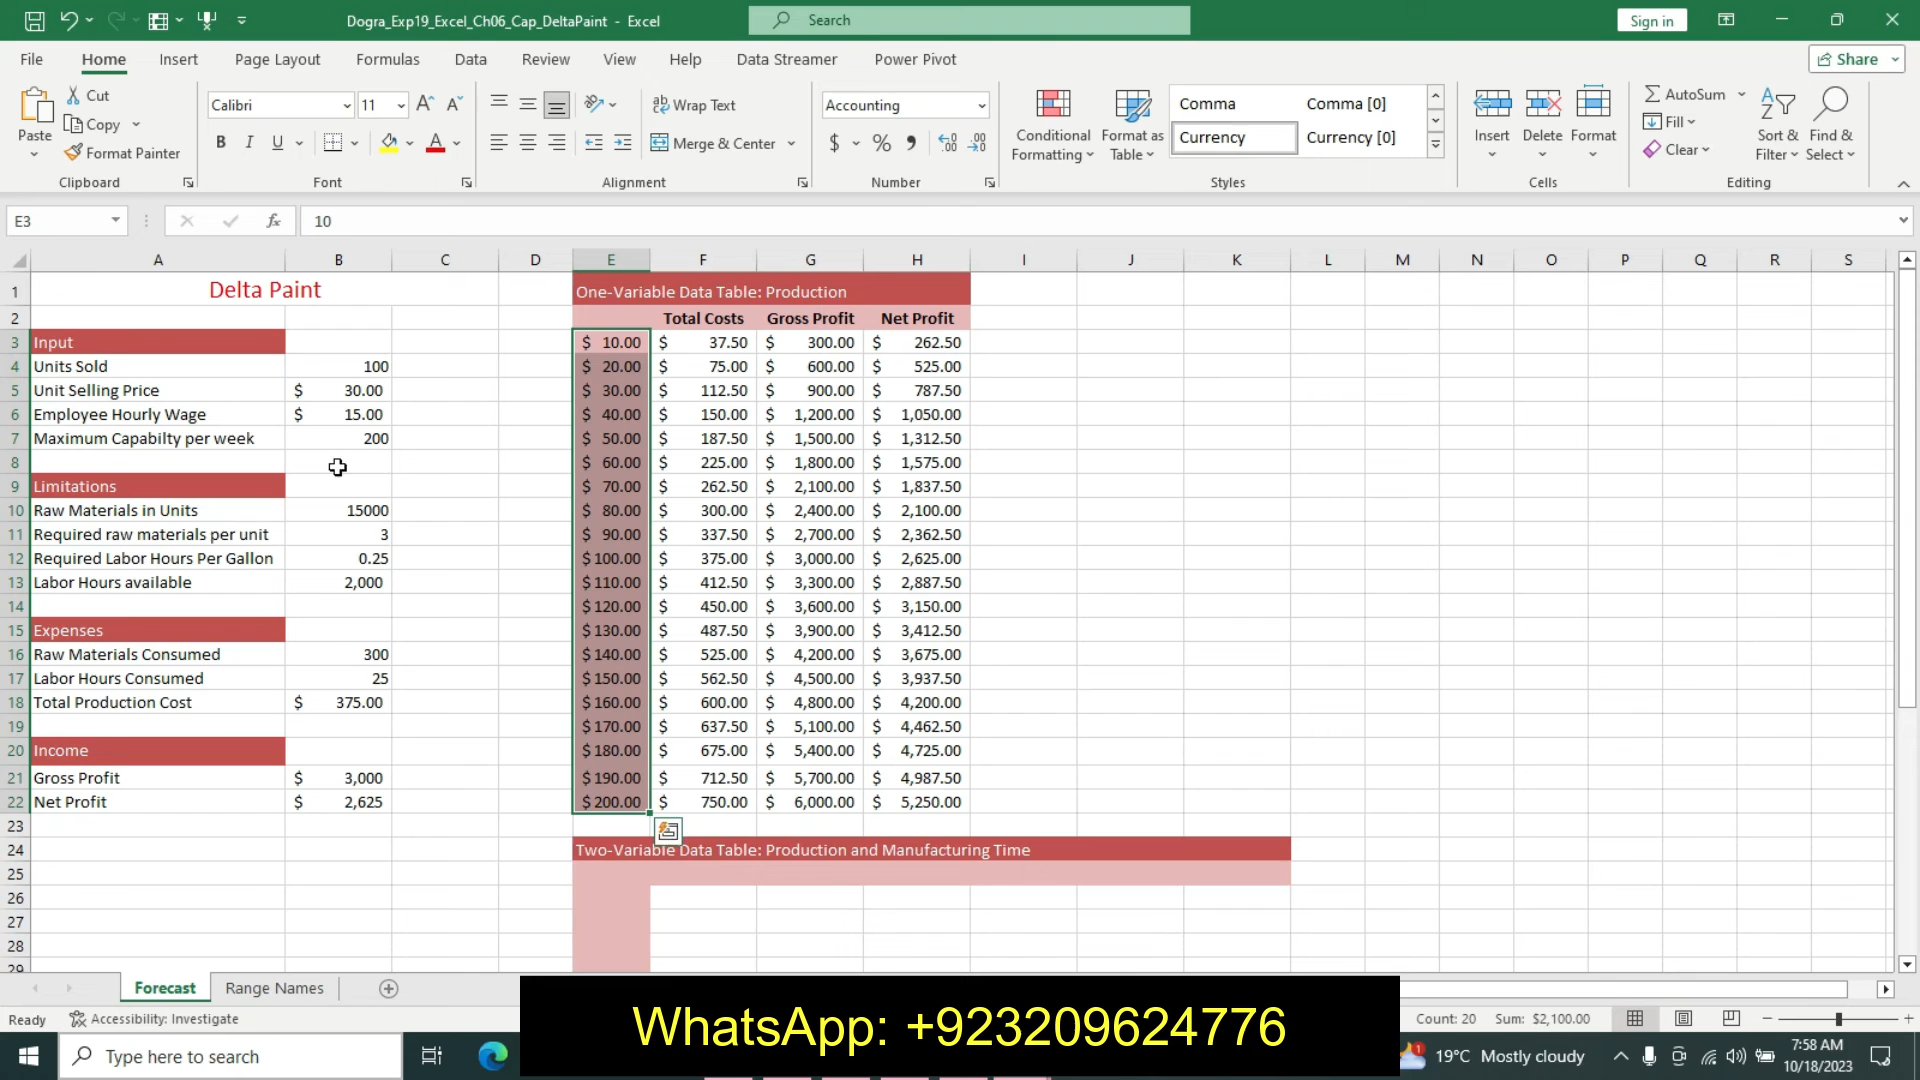 Dogra_Exp19_Excel_Ch06_Cap_DeltaPaint - Excel
Search
Sign in
File Home Insert Page Layout Formulas Data Review View Help Data Streamer Power Pivot
Share
Paste
Cut
Copy
Format Painter
Clipboard
Calibri 11
B I U
Font
Wrap Text
Merge & Center
Alignment
Accounting
$ % ,
Number
Conditional Formatting
Format as Table
Comma Comma [0]
Currency Currency [0]
Styles
Insert Delete Format
Cells
AutoSum
Fill
Clear
Sort & Filter
Find & Select
Editing
E3 fx 10
A B C D E F G H I J K L M N O P Q R S
1 Delta Paint One-Variable Data Table: Production
2 Total Costs Gross Profit Net Profit
3 Input $ 10.00 $ 37.50 $ 300.00 $ 262.50
4 Units Sold 100 $ 20.00 $ 75.00 $ 600.00 $ 525.00
5 Unit Selling Price $ 30.00 $ 30.00 $ 112.50 $ 900.00 $ 787.50
6 Employee Hourly Wage $ 15.00 $ 40.00 $ 150.00 $ 1,200.00 $ 1,050.00
7 Maximum Capabilty per week 200 $ 50.00 $ 187.50 $ 1,500.00 $ 1,312.50
8 $ 60.00 $ 225.00 $ 1,800.00 $ 1,575.00
9 Limitations $ 70.00 $ 262.50 $ 2,100.00 $ 1,837.50
10 Raw Materials in Units 15000 $ 80.00 $ 300.00 $ 2,400.00 $ 2,100.00
11 Required raw materials per unit 3 $ 90.00 $ 337.50 $ 2,700.00 $ 2,362.50
12 Required Labor Hours Per Gallon 0.25 $100.00 $ 375.00 $ 3,000.00 $ 2,625.00
13 Labor Hours available 2,000 $110.00 $ 412.50 $ 3,300.00 $ 2,887.50
14 $120.00 $ 450.00 $ 3,600.00 $ 3,150.00
15 Expenses $130.00 $ 487.50 $ 3,900.00 $ 3,412.50
16 Raw Materials Consumed 300 $140.00 $ 525.00 $ 4,200.00 $ 3,675.00
17 Labor Hours Consumed 25 $150.00 $ 562.50 $ 4,500.00 $ 3,937.50
18 Total Production Cost $ 375.00 $160.00 $ 600.00 $ 4,800.00 $ 4,200.00
19 $170.00 $ 637.50 $ 5,100.00 $ 4,462.50
20 Income $180.00 $ 675.00 $ 5,400.00 $ 4,725.00
21 Gross Profit $ 3,000 $190.00 $ 712.50 $ 5,700.00 $ 4,987.50
22 Net Profit $ 2,625 $200.00 $ 750.00 $ 6,000.00 $ 5,250.00
23
24 Two-Variable Data Table: Production and Manufacturing Time
25
26
27
28
29
Forecast Range Names
Ready Accessibility: Investigate
Count: 20 Sum: $2,100.00
WhatsApp: +923209624776
Type here to search
1
19°C Mostly cloudy
7:58 AM
10/18/2023